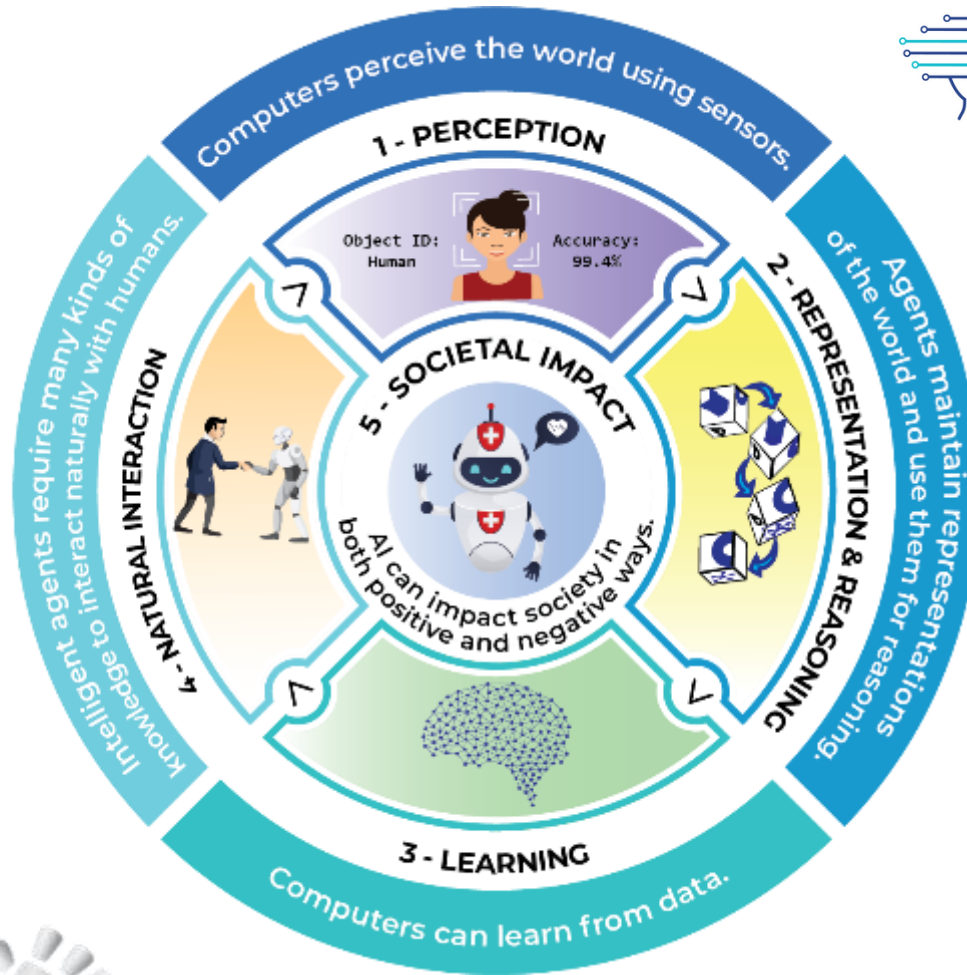 Computers perceive the world using sensors.
1 - PERCEPTION
Object ID:
Human
Accuracy:
99.4%
Agents maintain representations
of the world and use them for reasoning.
2 - REPRESENTATION & REASONING
Computers can learn from data.
3 - LEARNING
Intelligent agents require many kinds of
knowledge to interact naturally with humans.
4 - NATURAL INTERACTION
5 - SOCIETAL IMPACT
AI can impact society in
both positive and negative ways.